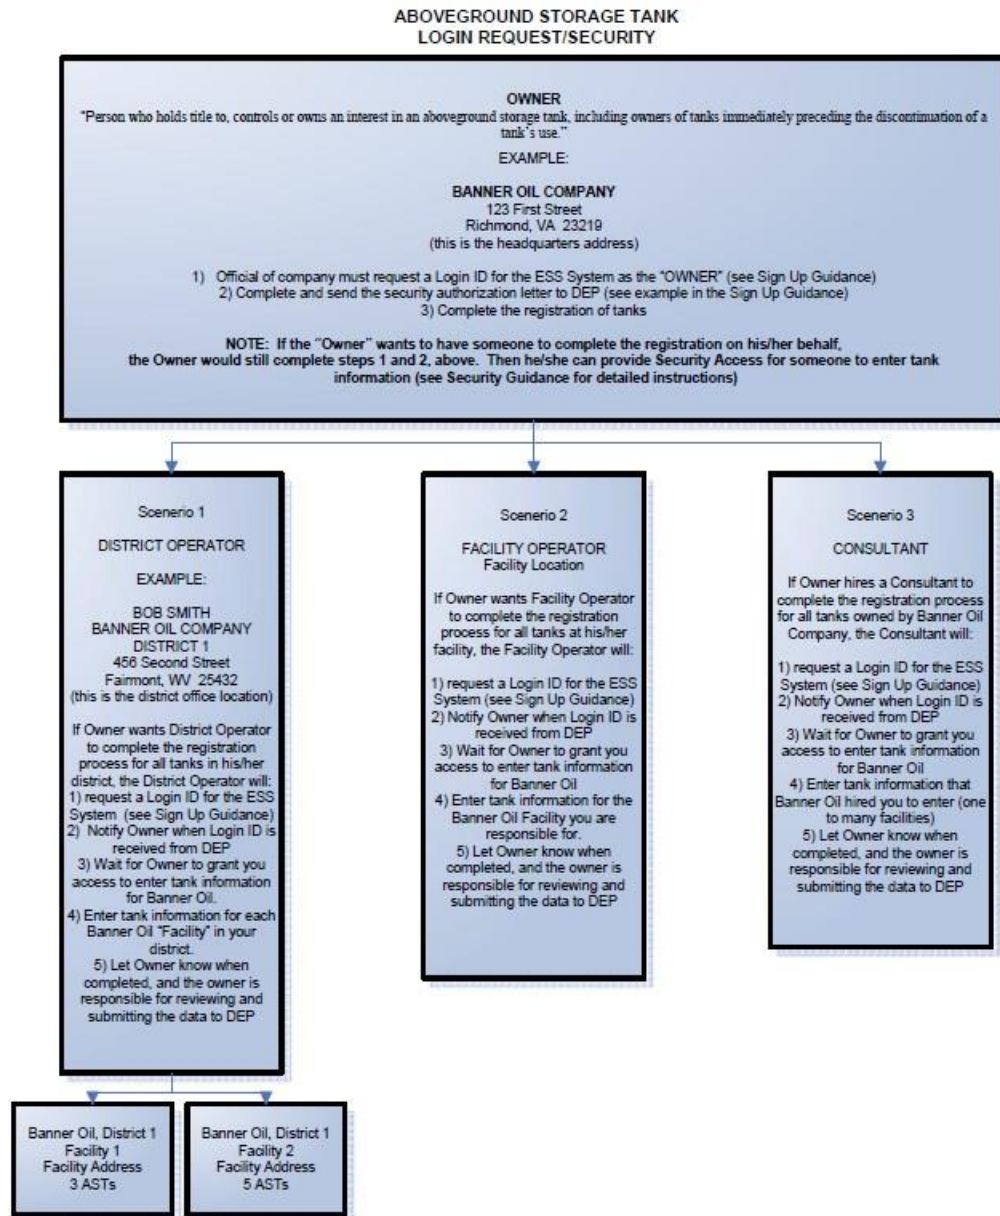 ABOVEGROUND STORAGE TANK
LOGIN REQUEST/SECURITY
OWNER
"Person who holds title to, controls or owns an interest in an aboveground storage tank, including owners of tanks immediately preceding the discontinuation of a
tank's use."
EXAMPLE:
BANNER OIL COMPANY
123 First Street
Richmond, VA 23219
(this is the headquarters address)
1) Official of company must request a Login ID for the ESS System as the "OWNER" (see Sign Up Guidance)
2) Complete and send the security authorization letter to DEP (see example in the Sign Up Guidance)
3) Complete the registration of tanks
NOTE: If the "Owner" wants to have someone to complete the registration on his/her behalf,
the Owner would still complete steps 1 and 2, above. Then he/she can provide Security Access for someone to enter tank
information (see Security Guidance for detailed instructions)
Scenerio 1
DISTRICT OPERATOR
EXAMPLE:
BOB SMITH
BANNER OIL COMPANY
DISTRICT 1
456 Second Street
Fairmont, WV 25432
(this is the district office location)
If Owner wants District Operator
to complete the registration
process for all tanks in his/her
district, the District Operator will:
1) request a Login ID for the ESS
System (see Sign Up Guidance)
2) Notify Owner when Login ID is
received from DEP
3) Wait for Owner to grant you
access to enter tank information
for Banner Oil.
4) Enter tank information for each
Banner Oil "Facility" in your
district.
5) Let Owner know when
completed, and the owner is
responsible for reviewing and
submitting the data to DEP
Scenerio 2
FACILITY OPERATOR
Facility Location
If Owner wants Facility Operator
to complete the registration
process for all tanks at his/her
facility, the Facility Operator will:
1) request a Login ID for the ESS
System (see Sign Up Guidance)
2) Notify Owner when Login ID is
received from DEP
3) Wait for Owner to grant you
access to enter tank information
for Banner Oil
4) Enter tank information for the
Banner Oil Facility you are
responsible for.
5) Let Owner know when
completed, and the owner is
responsible for reviewing and
submitting the data to DEP
Scenerio 3
CONSULTANT
If Owner hires a Consultant to
complete the registration process
for all tanks owned by Banner Oil
Company, the Consultant will:
1) request a Login ID for the ESS
System (see Sign Up Guidance)
2) Notify Owner when Login ID is
received from DEP
3) Wait for Owner to grant you
access to enter tank information
for Banner Oil
4) Enter tank information that
Banner Oil hired you to enter (one
to many facilities)
5) Let Owner know when
completed, and the owner is
responsible for reviewing and
submitting the data to DEP
Banner Oil, District 1
Facility 1
Facility Address
3 ASTs
Banner Oil, District 1
Facility 2
Facility Address
5 ASTs